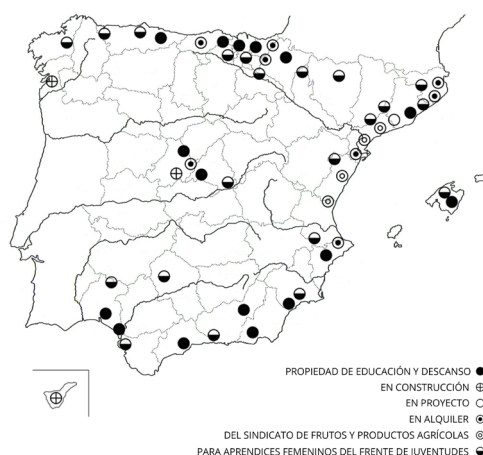 PROPIEDAD DE EDUCACIÓN Y DESCANSO
EN CONSTRUCCIÓN
EN PROYECTO
EN ALQUILER
DEL SINDICATO DE FRUTOS Y PRODUCTOS AGRÍCOLAS
PARA APRENDICES FEMENINOS DEL FRENTE DE JUVENTUDES